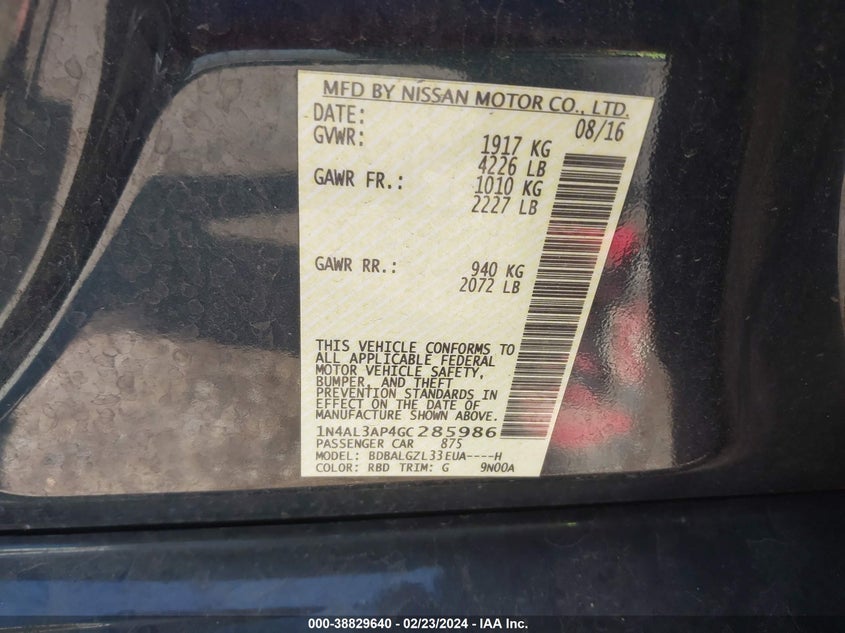 MFD BY NISSAN MOTOR CO., LTD.
DATE: 08/16
GVWR: 1917 KG
4226 LB
GAWR FR.: 1010 KG
2227 LB
GAWR RR.: 940 KG
2072 LB
THIS VEHICLE CONFORMS TO
ALL APPLICABLE FEDERAL
MOTOR VEHICLE SAFETY,
BUMPER, AND THEFT
PREVENTION STANDARDS IN
EFFECT ON THE DATE OF
MANUFACTURE SHOWN ABOVE.
1N4AL3AP4GC285986
PASSENGER CAR 875
MODEL: BDBALGZL33EUA----H
COLOR: RBD TRIM: G 9N00A
000-38829640 - 02/23/2024 - IAA Inc.